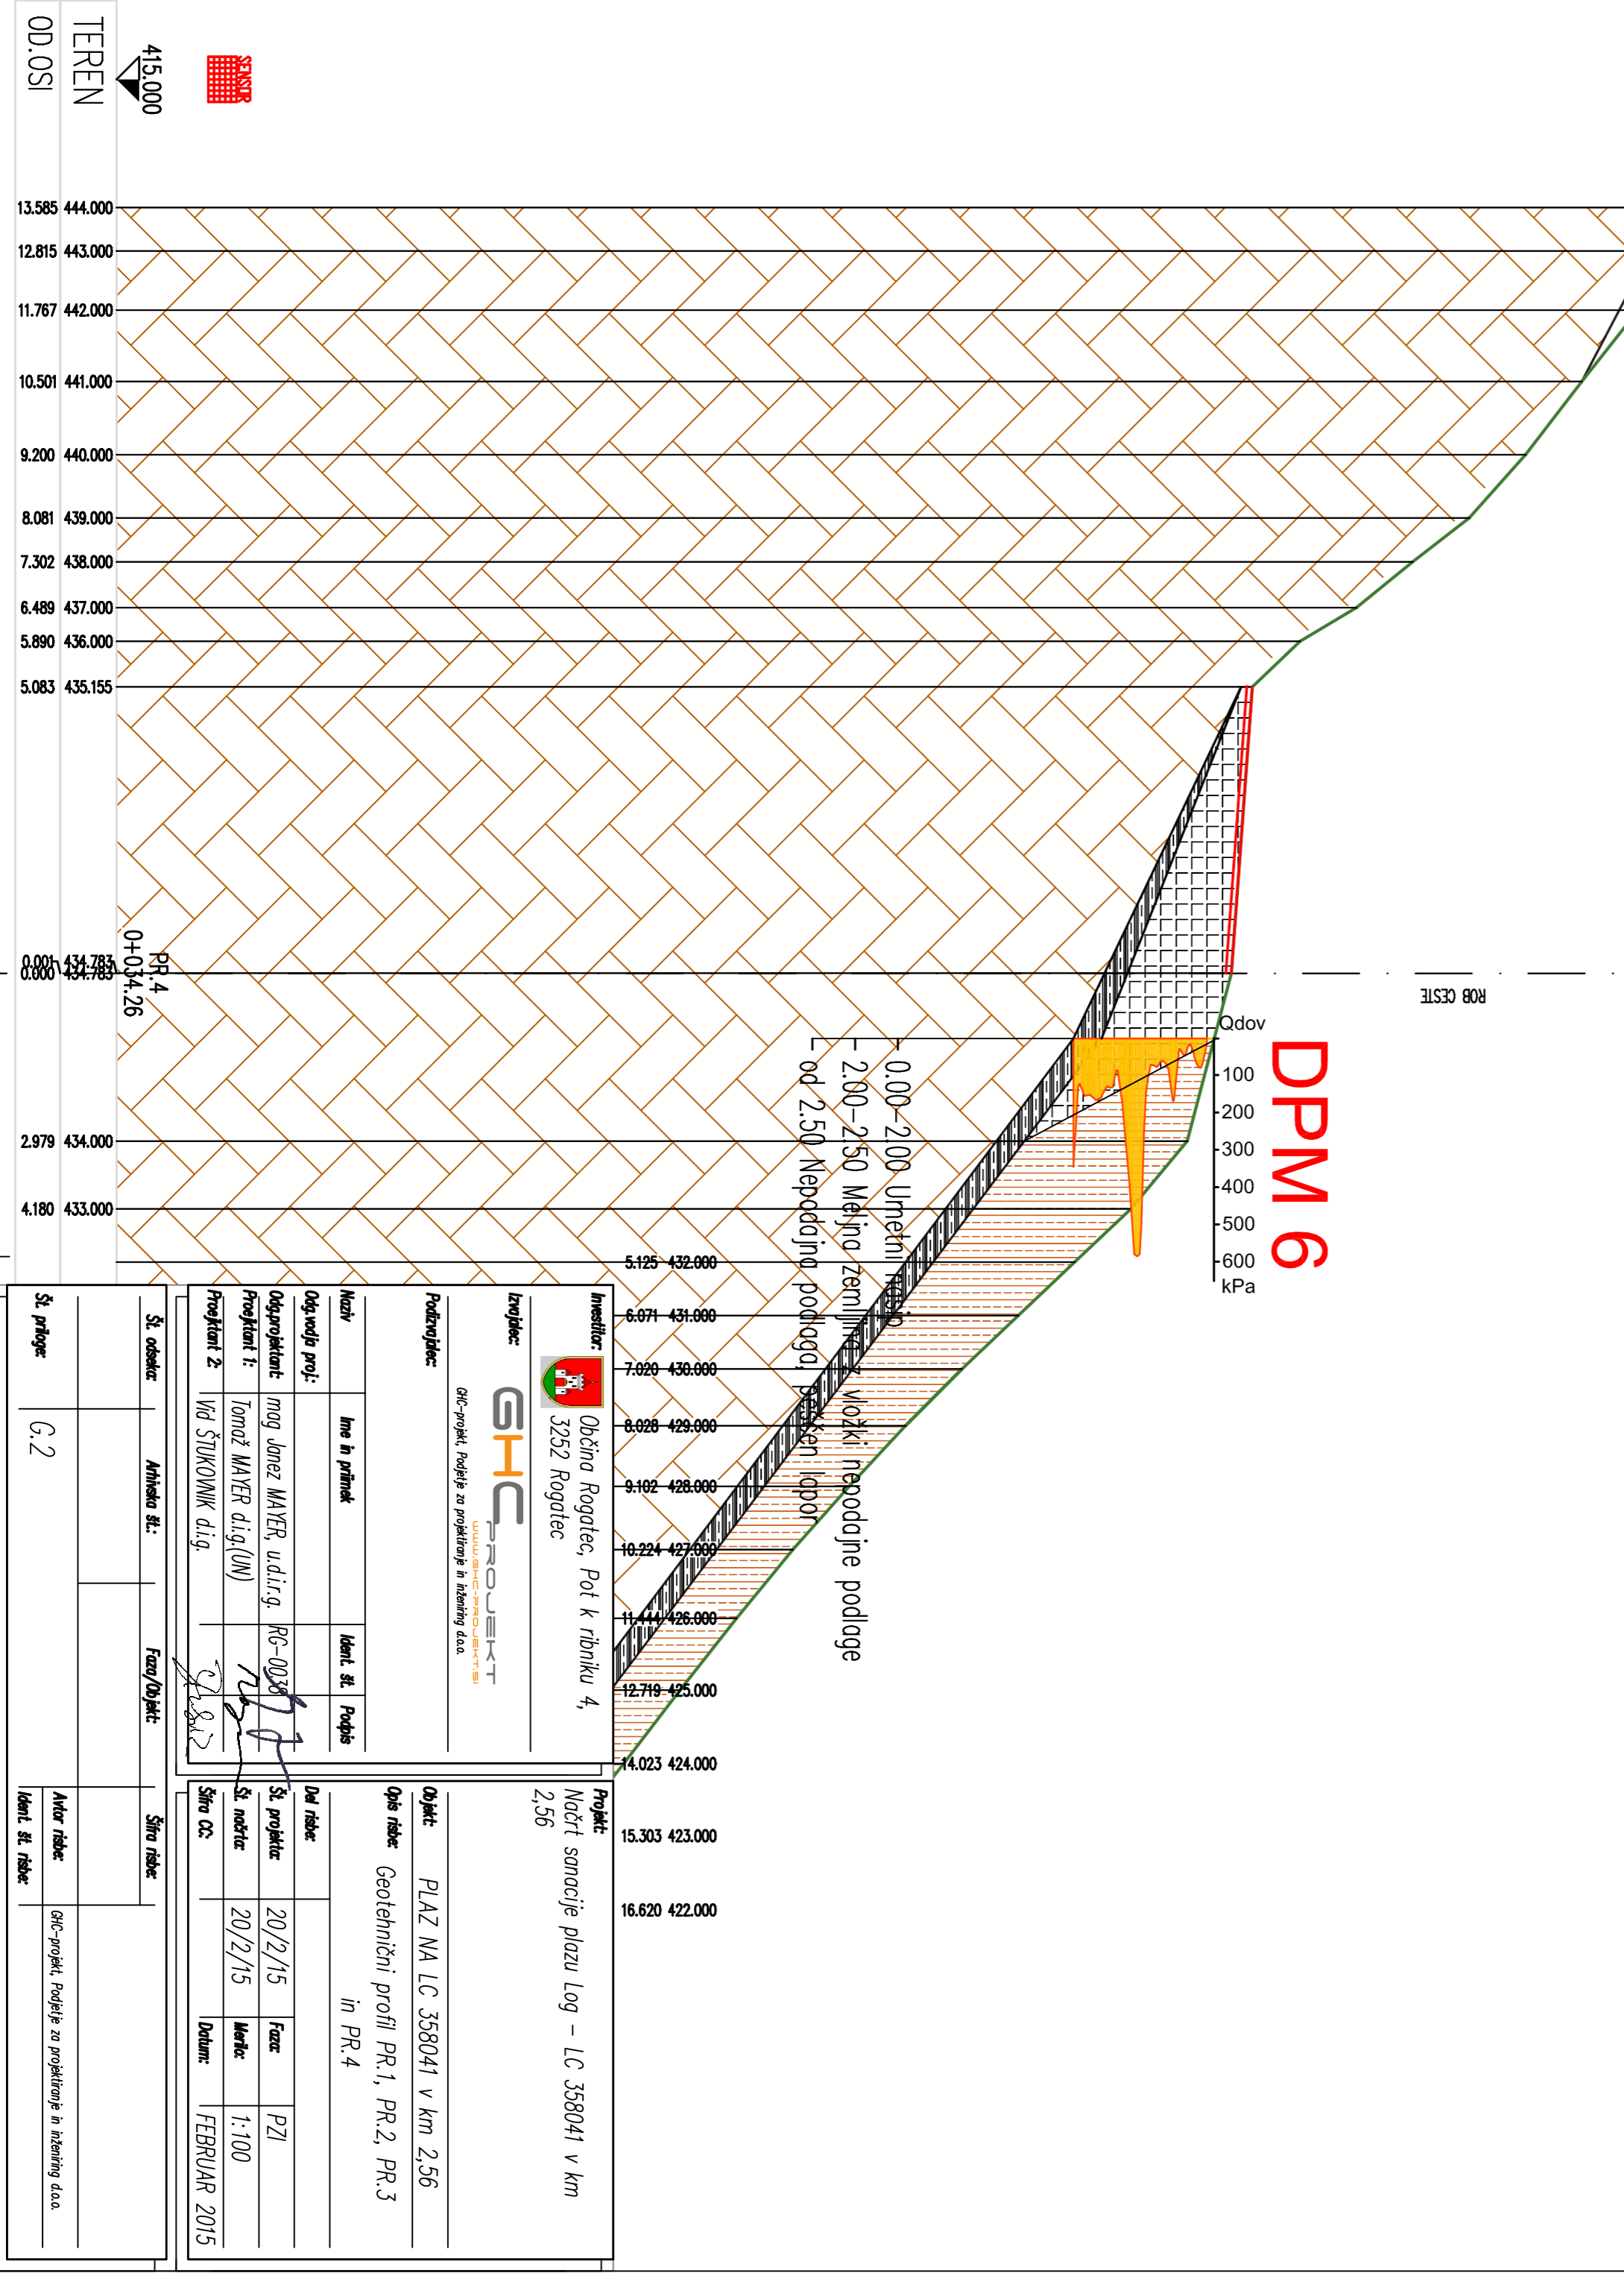 DPM 6
Qdov
100
200
300
400
500
600
kPa
ROB CESTE
0.00-2.00 Umetni nasip
2.00-2.50 Meljna zemljina z vložki nepodajne podlage
od 2.50 Nepodajna podlaga, peščen lapor
SENSOR
415.000
PR.4
0+034.26
TEREN
444.000
443.000
442.000
441.000
440.000
439.000
438.000
437.000
436.000
435.155
434.783
434.783
434.000
433.000
432.000
431.000
430.000
429.000
428.000
427.000
426.000
425.000
424.000
423.000
422.000
OD.OSI
13.585
12.815
11.767
10.501
9.200
8.081
7.302
6.489
5.890
5.083
0.001
0.000
2.979
4.180
5.125
6.071
7.020
8.028
9.102
10.224
11.444
12.719
14.023
15.303
16.620
Investitor:
Občina Rogatec, Pot k ribniku 4,
3252 Rogatec
Izvajalec:
GHC PROJEKT
WWW.GHC-PROJEKT.SI
GHC-projekt, Podjetje za projektiranje in inženiring d.o.o.
Podizvajalec:
Naziv Ime in priimek Ident. št. Podpis
Odg.vodja proj.:
Odg.projektant: mag Janez MAYER, u.d.i.r.g. RG-0036
Proejktant 1: Tomaž MAYER d.i.g.(UN)
Proejktant 2: Vid ŠTUKOVNIK d.i.g.
Projekt:
Načrt sanacije plazu Log - LC 358041 v km
2,56
Objekt: PLAZ NA LC 358041 v km 2,56
Opis risbe: Geotehnični profil PR.1, PR.2, PR.3
in PR.4
Del risbe:
Št. projekta: 20/2/15 Faza: PZI
Št. načrta: 20/2/15 Merilo: 1:100
Šifra CC: Datum: FEBRUAR 2015
Št. odseka: Arhivska št.: Faza/Objekt: Šifra risbe:
Št. priloge: G.2
Avtor risbe: GHC-projekt, Podjetje za projektiranje in inženiring d.o.o.
Ident. št. risbe: